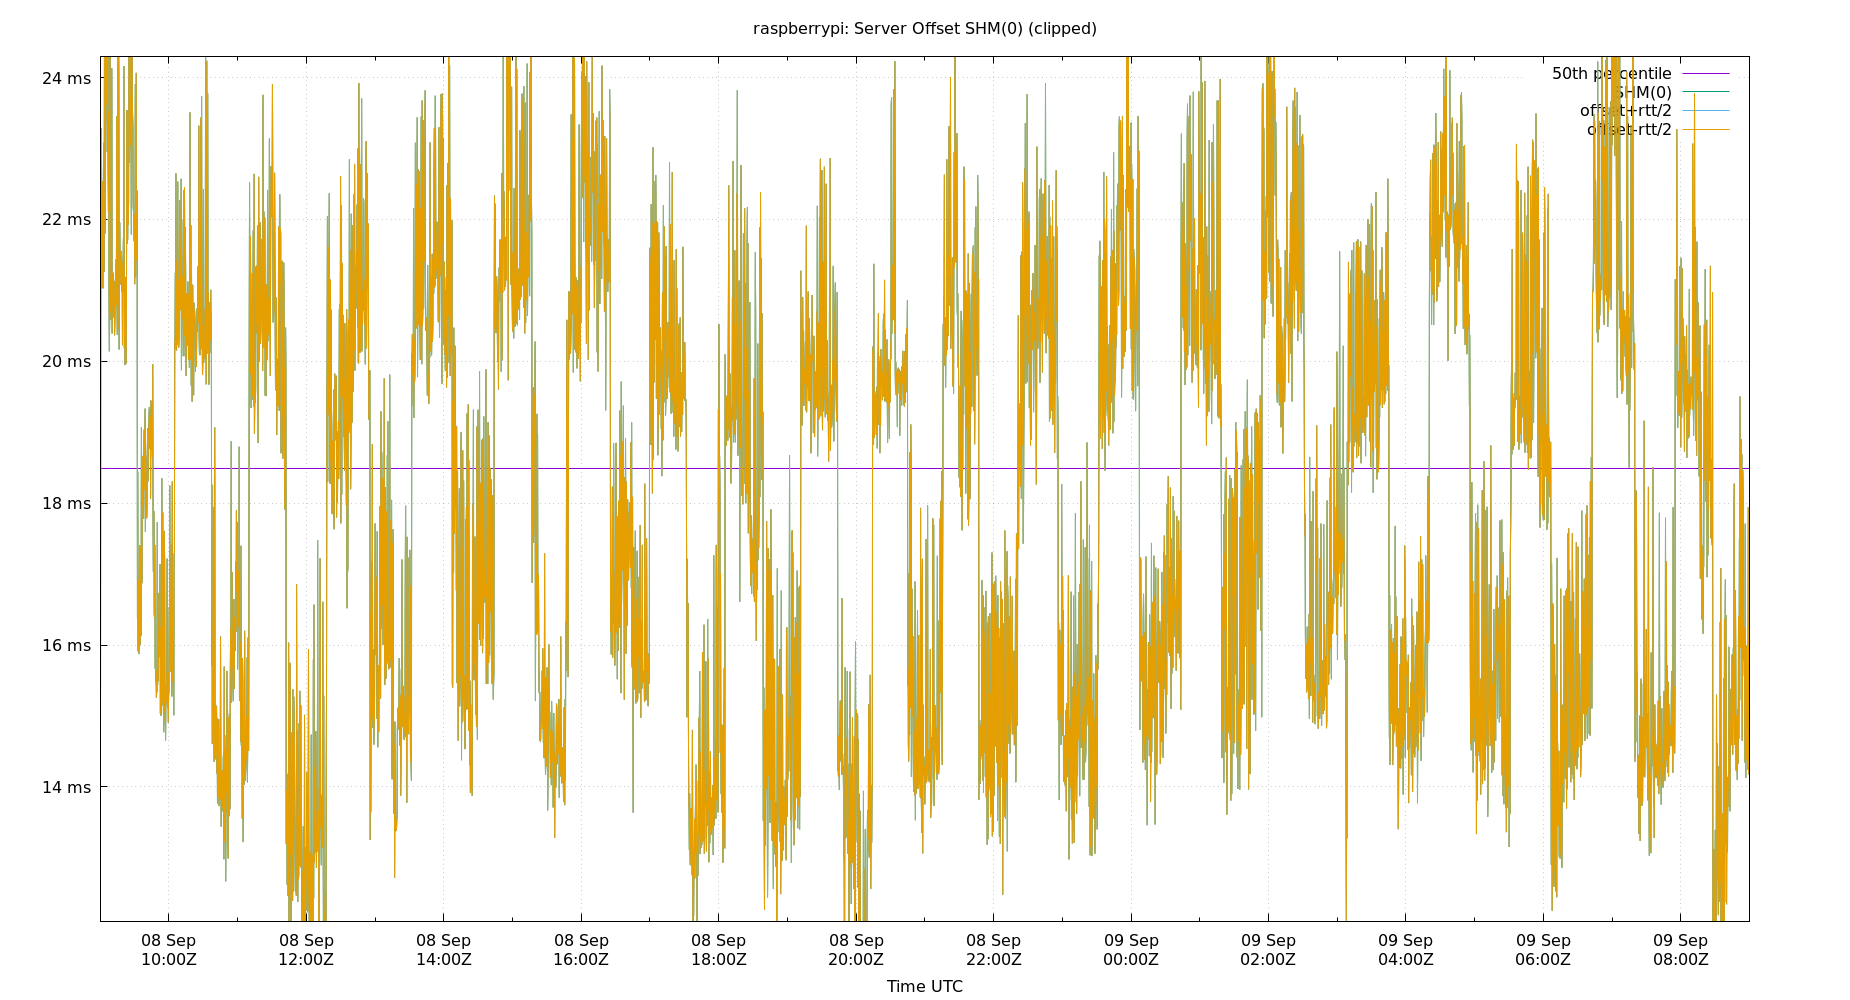 raspberrypi: Server Offset SHM(0) (clipped)
24 ms
22 ms
20 ms
18 ms
16 ms
14 ms
50th percentile
SHM(0)
offset+rtt/2
offset-rtt/2
08 Sep 08 Sep 08 Sep 08 Sep 08 Sep 08 Sep 08 Sep 09 Sep 09 Sep 09 Sep 09 Sep 09 Sep
10:00Z 12:00Z 14:00Z 16:00Z 18:00Z 20:00Z 22:00Z 00:00Z 02:00Z 04:00Z 06:00Z 08:00Z
Time UTC